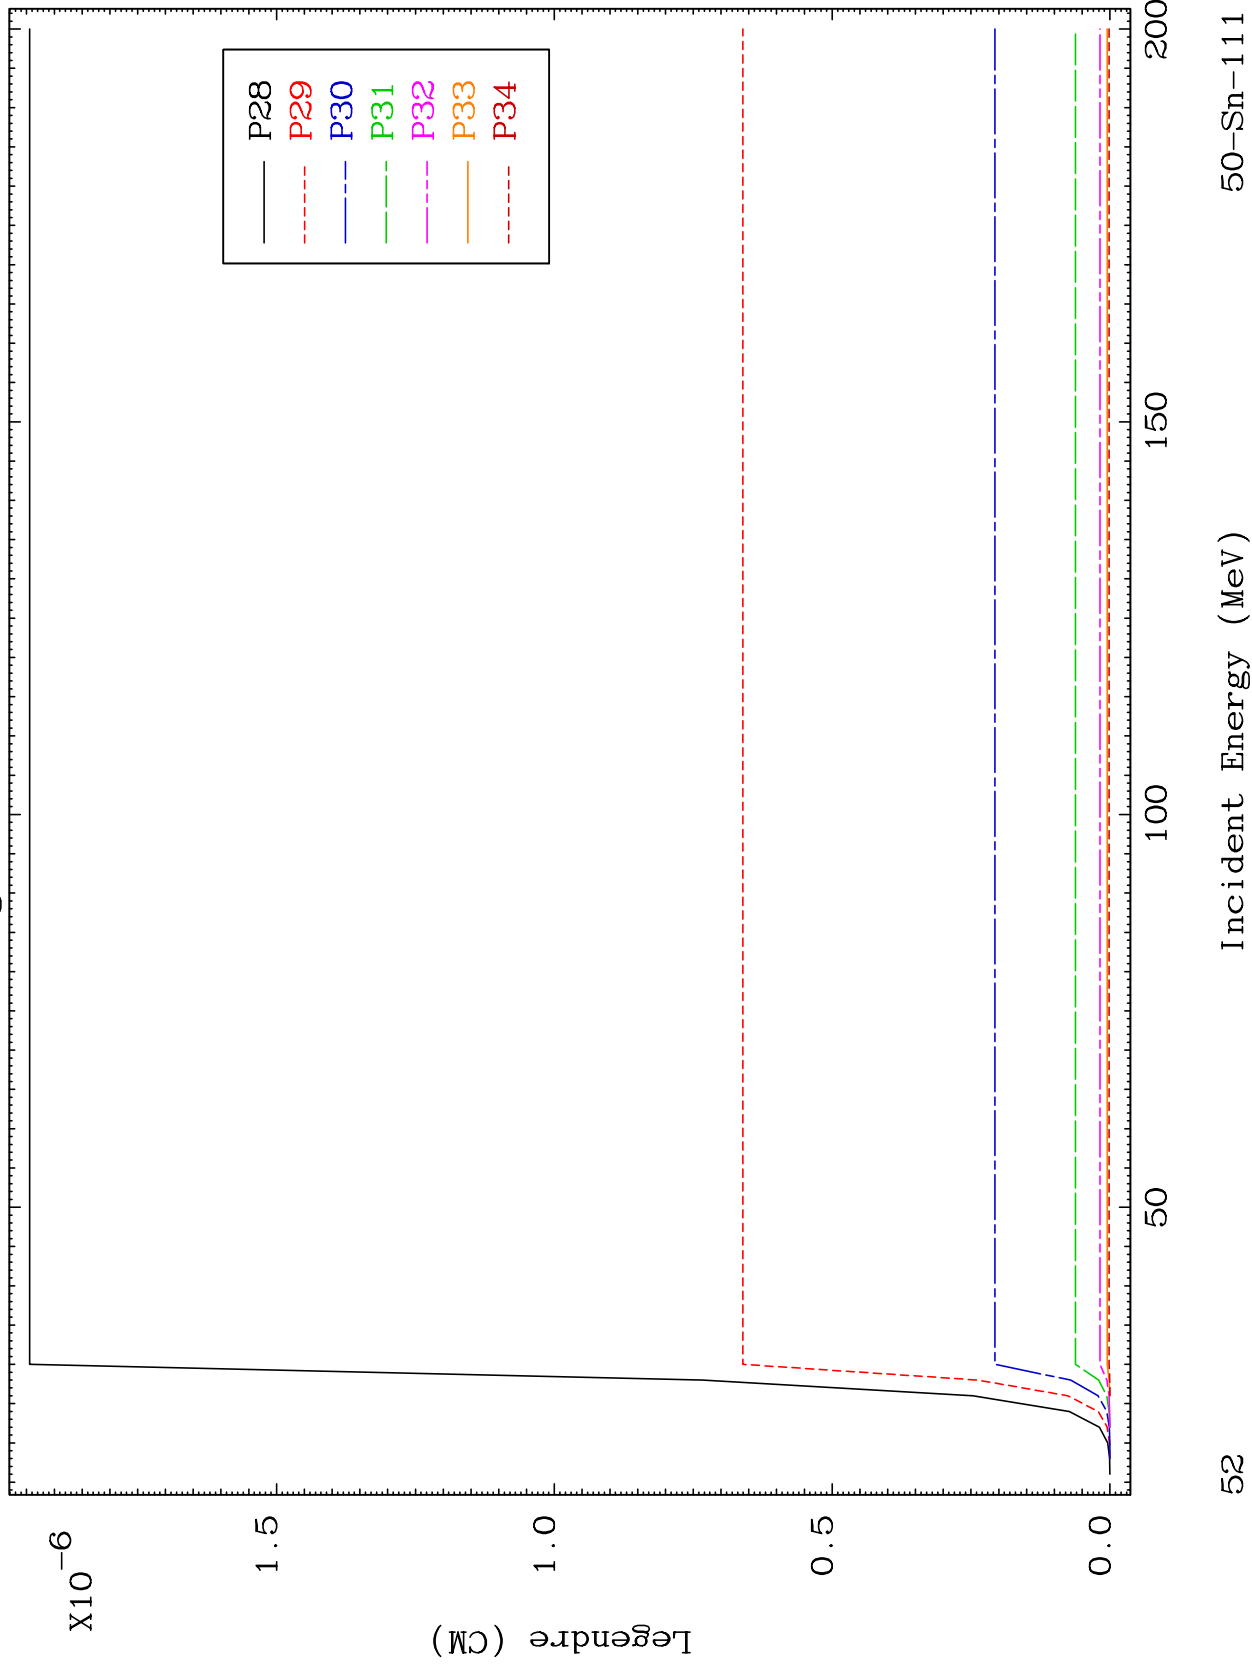 X10-6
1.5
1.0
0.5
0.0
Legendre (CM)
P28
P29
P30
P31
P32
P33
P34
50
100
150
200
52
Incident Energy (MeV)
50-Sn-111